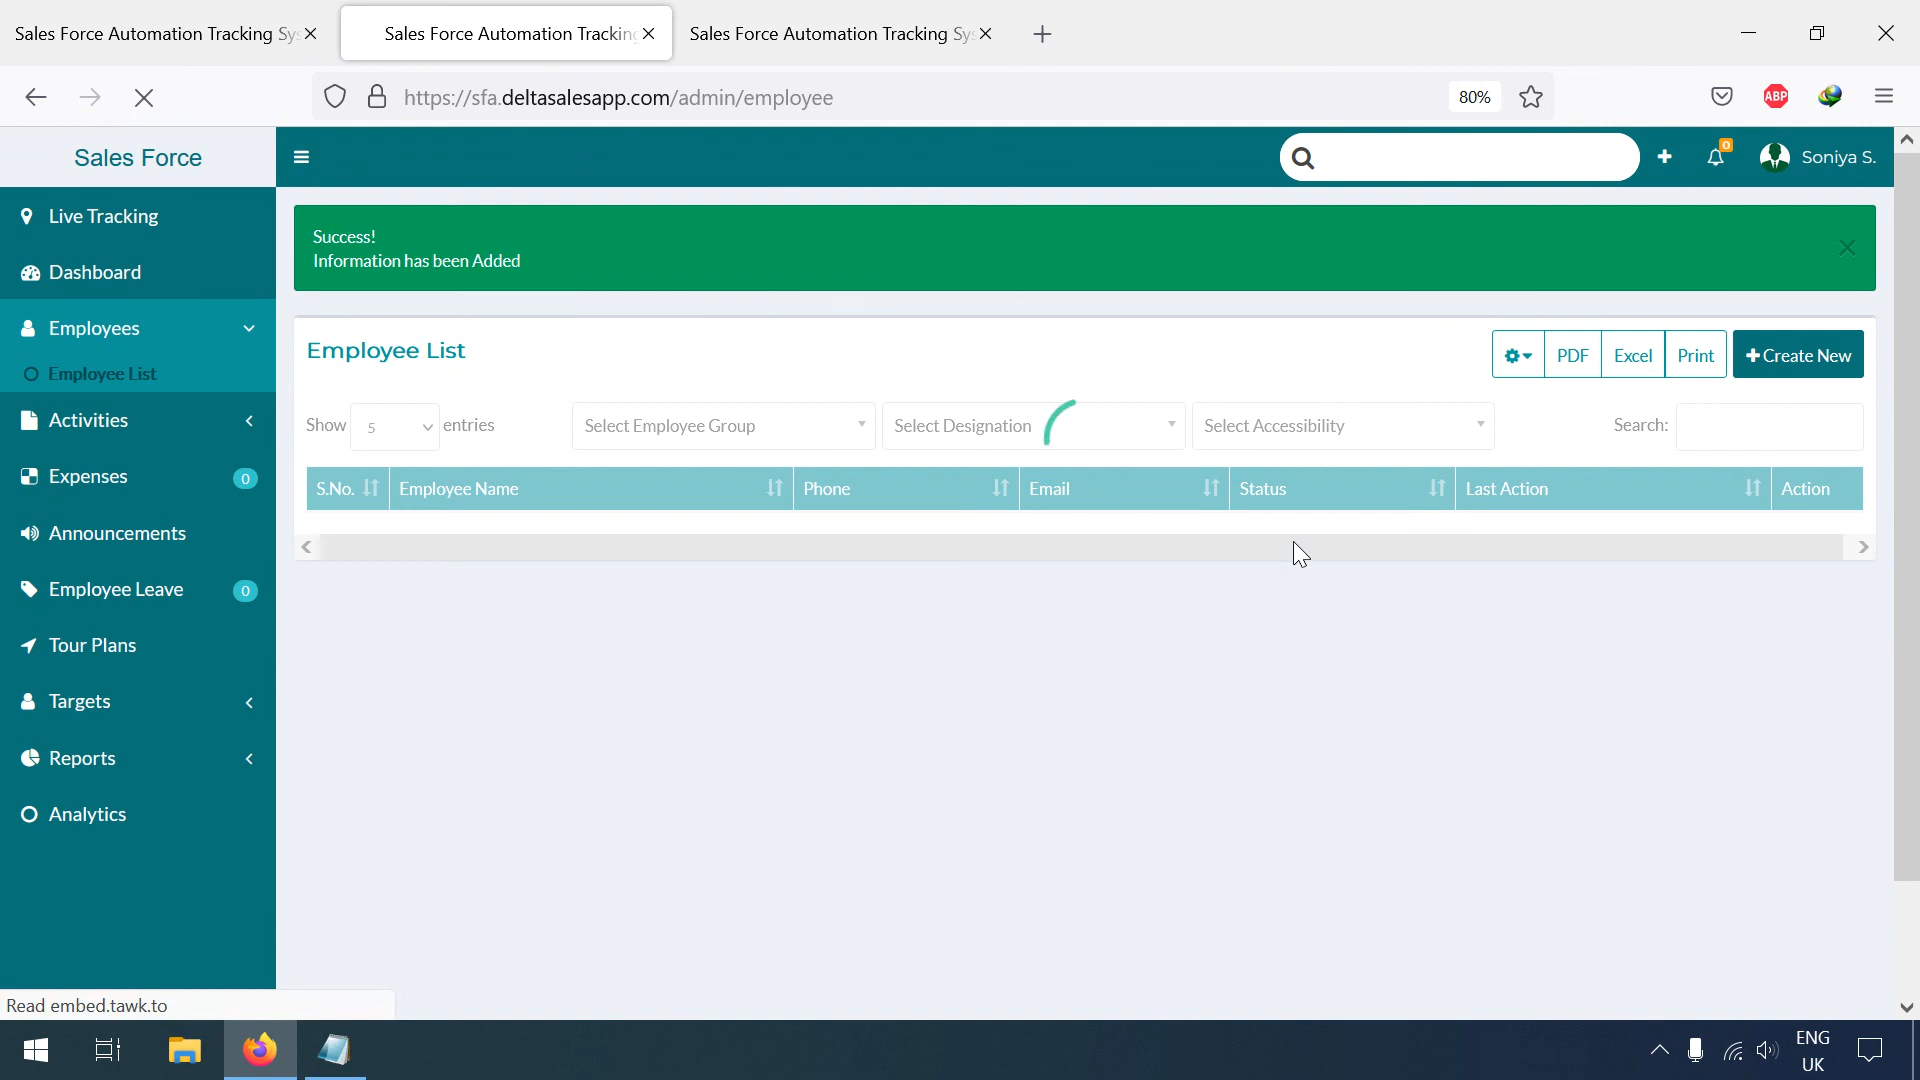 Sales Force Automation Tracking Sys
Sales Force Automation Tracking
Sales Force Automation Tracking Sys
https://sfa.deltasalesapp.com/admin/employee
80%
ABP
Sales Force
0
Soniya S.
Live Tracking
Dashboard
Employees
Employee List
Activities
Expenses
0
Announcements
Employee Leave
0
Tour Plans
Targets
Reports
Analytics
Success!
Information has been Added
Employee List
PDF
Excel
Print
Create New
Show 5 entries
Select Employee Group
Select Designation
Select Accessibility
Search:
S.No.
Employee Name
Phone
Email
Status
Last Action
Action
Read embed.tawk.to
ENG
UK